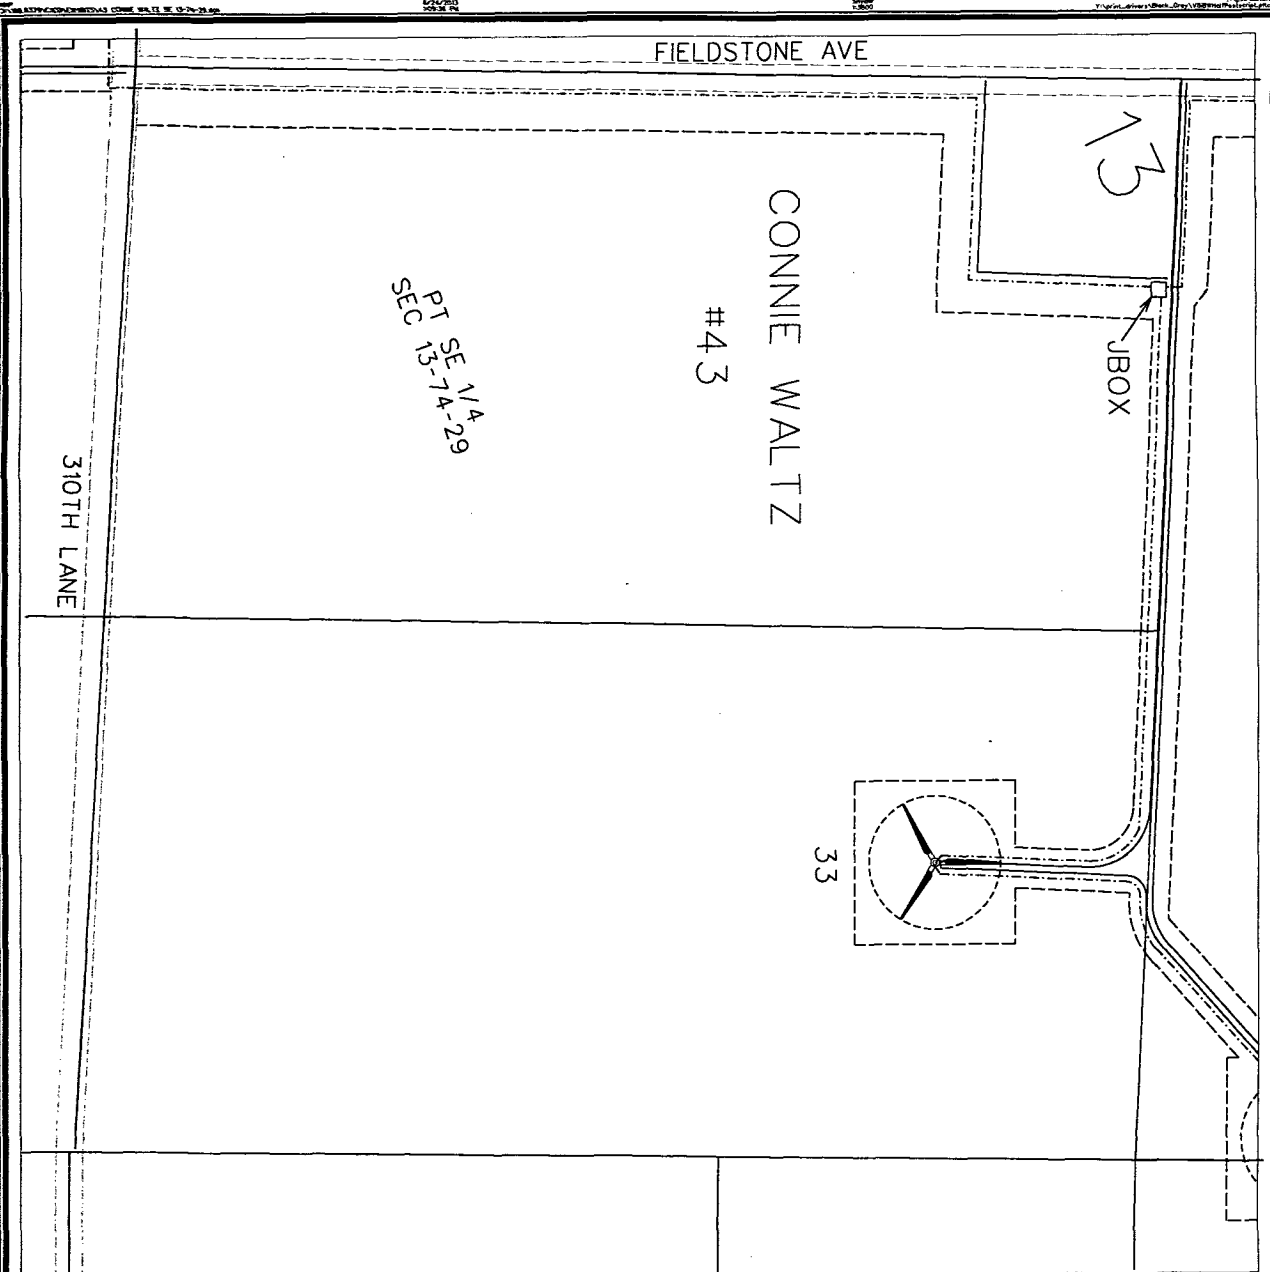 FIELDSTONE AVE
13
CONNIE WALTZ
#43
PT SE 1/4
SEC 13-74-29
JBOX
310TH LANE
33